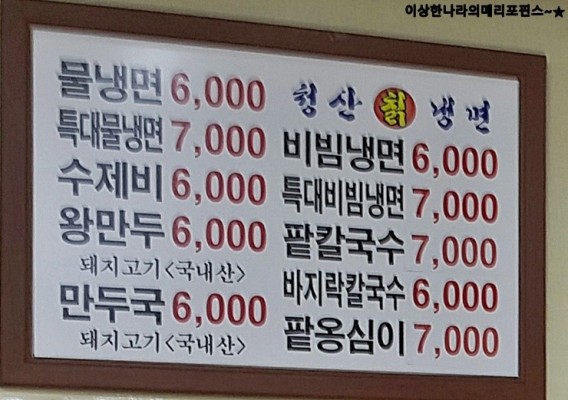 이상한나라의메리포핀스~★
형산 칡 냉면
물냉면 6,000
특대물냉면 7,000
수제비 6,000
왕만두 6,000
돼지고기<국내산>
만두국 6,000
돼지고기<국내산>
비빔냉면 6,000
특대비빔냉면 7,000
팥칼국수 7,000
바지락칼국수 6,000
팥옹심이 7,000